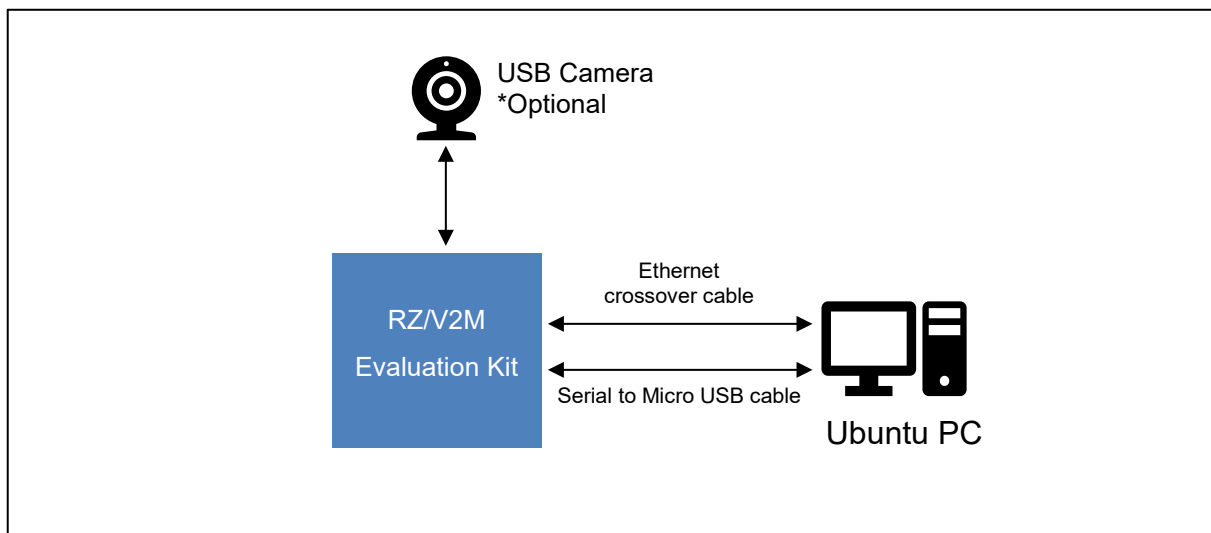 USB Camera
*Optional
RZ/V2M
Evaluation Kit
Ethernet
crossover cable
Serial to Micro USB cable
Ubuntu PC